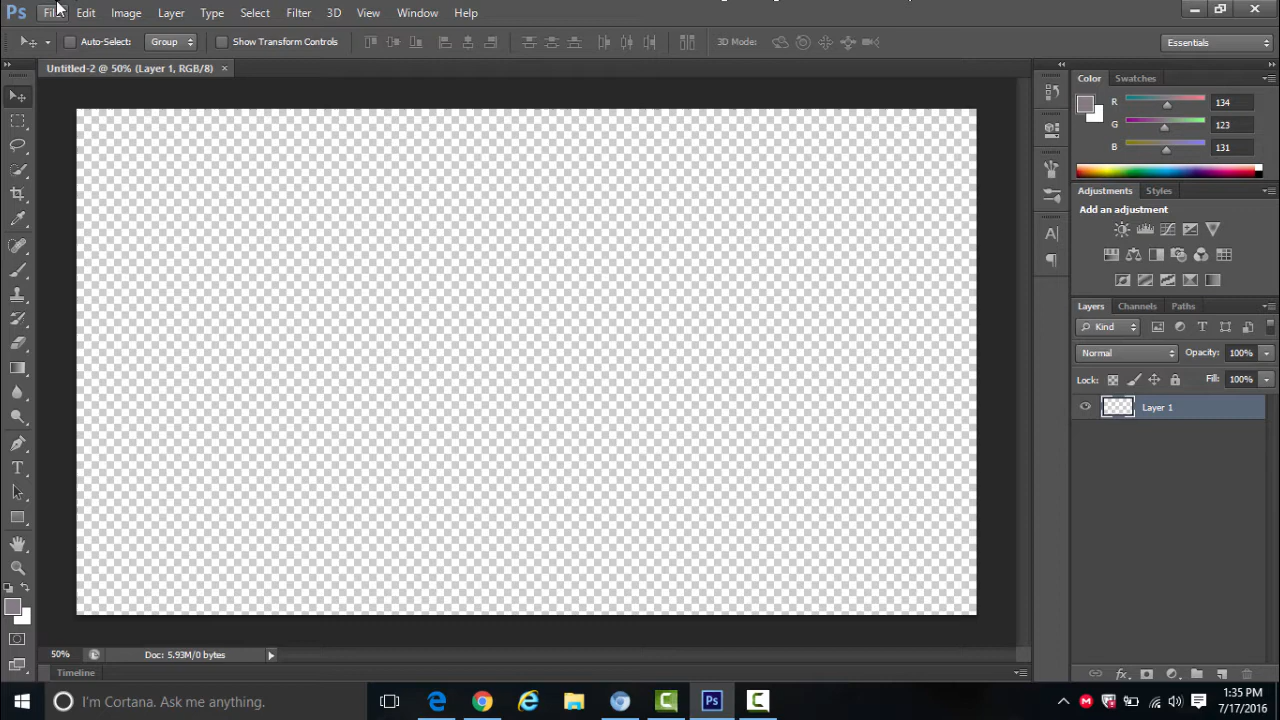 Ps File Edit Image Layer Type Select Filter 3D View Window Help
Auto-Select: Group Show Transform Controls 3D Mode: Essentials
Untitled-2 @ 50% (Layer 1, RGB/8) ×
Color Swatches
R 134
G 123
B 131
Adjustments Styles
Add an adjustment
Layers Channels Paths
Kind
Normal Opacity: 100%
Lock: Fill: 100%
Layer 1
50% Doc: 5.93M/0 bytes
Timeline
I'm Cortana. Ask me anything.
1:35 PM
7/17/2016